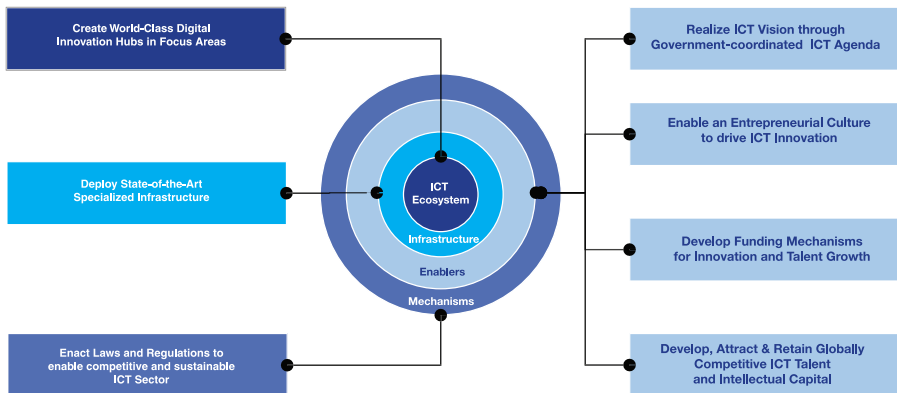 Create World-Class Digital
Innovation Hubs in Focus Areas
Deploy State-of-the-Art
Specialized Infrastructure
Enact Laws and Regulations to
enable competitive and sustainable
ICT Sector
ICT
Ecosystem
Infrastructure
Enablers
Mechanisms
Realize ICT Vision through
Government-coordinated ICT Agenda
Enable an Entrepreneurial Culture
to drive ICT Innovation
Develop Funding Mechanisms
for Innovation and Talent Growth
Develop, Attract & Retain Globally
Competitive ICT Talent
and Intellectual Capital